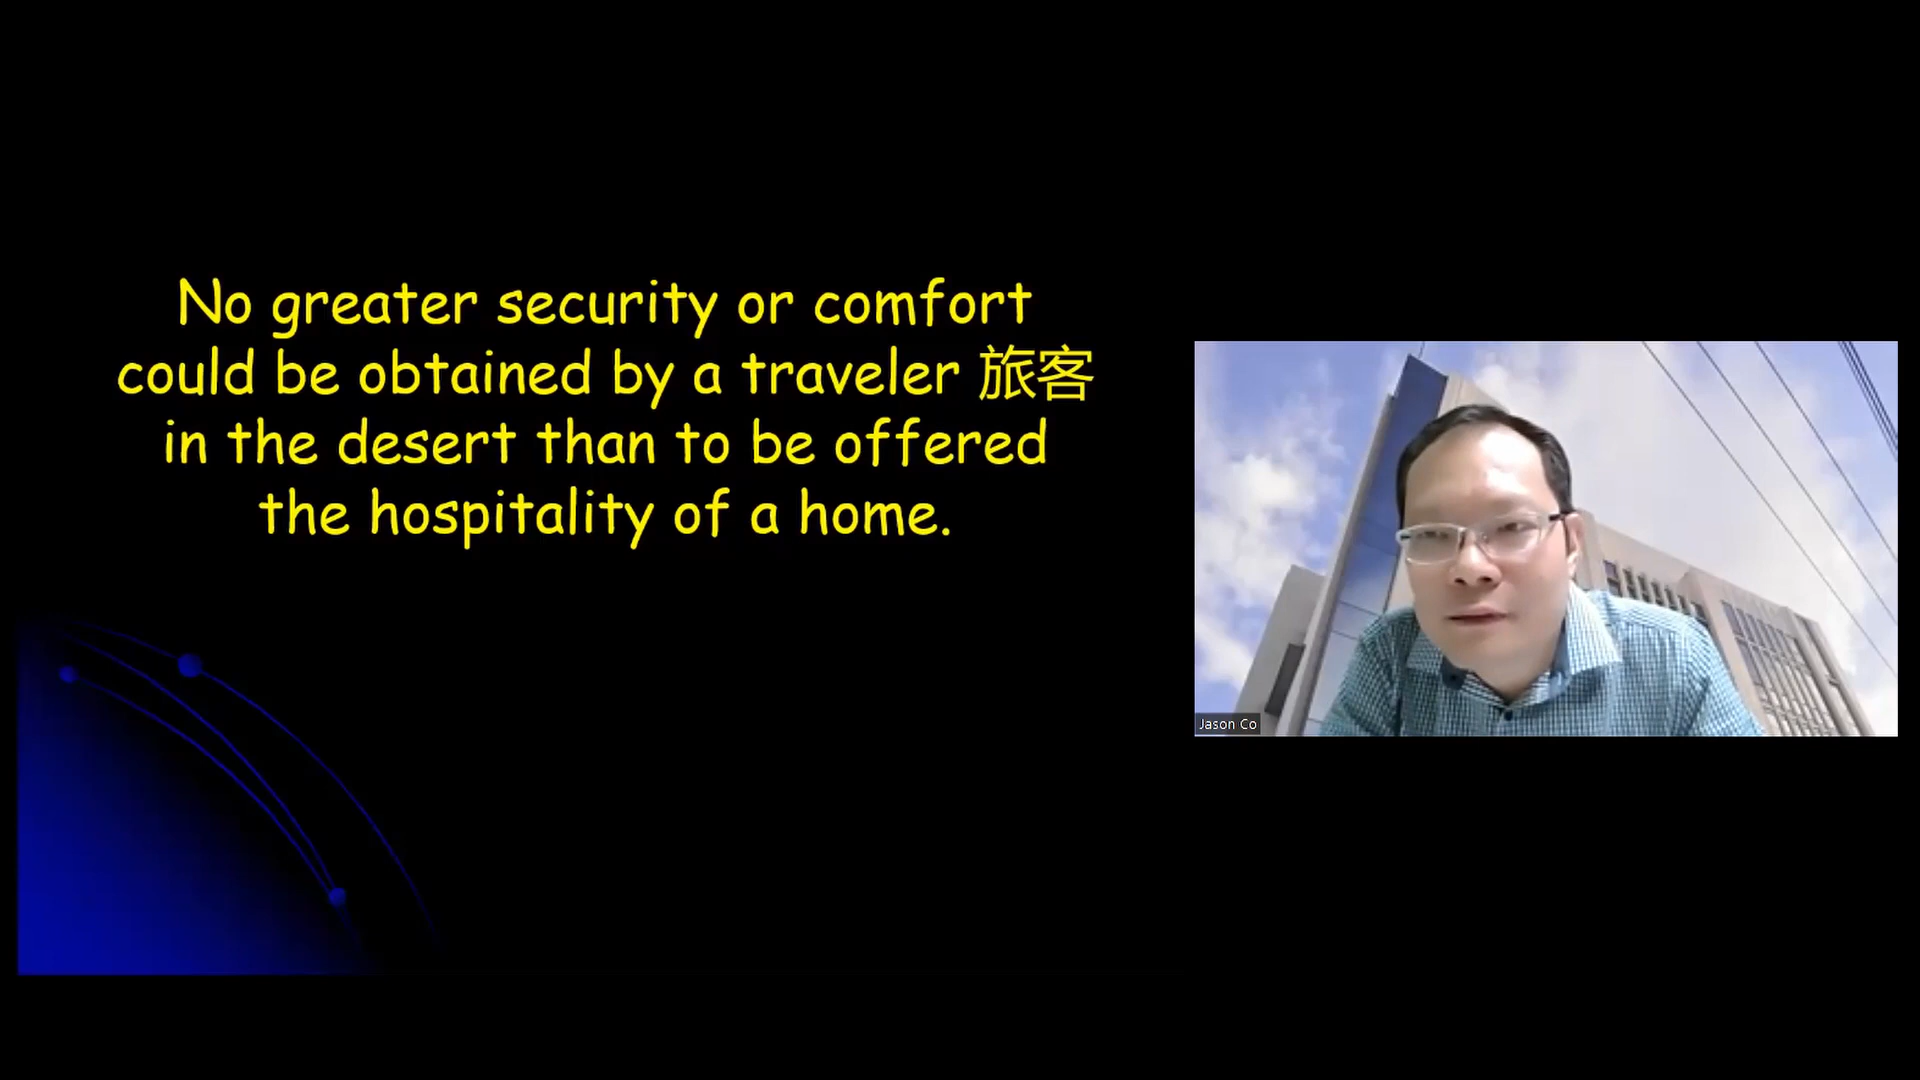 No greater security or comfort
could be obtained by a traveler 旅客
in the desert than to be offered
the hospitality of a home.
Jason Co